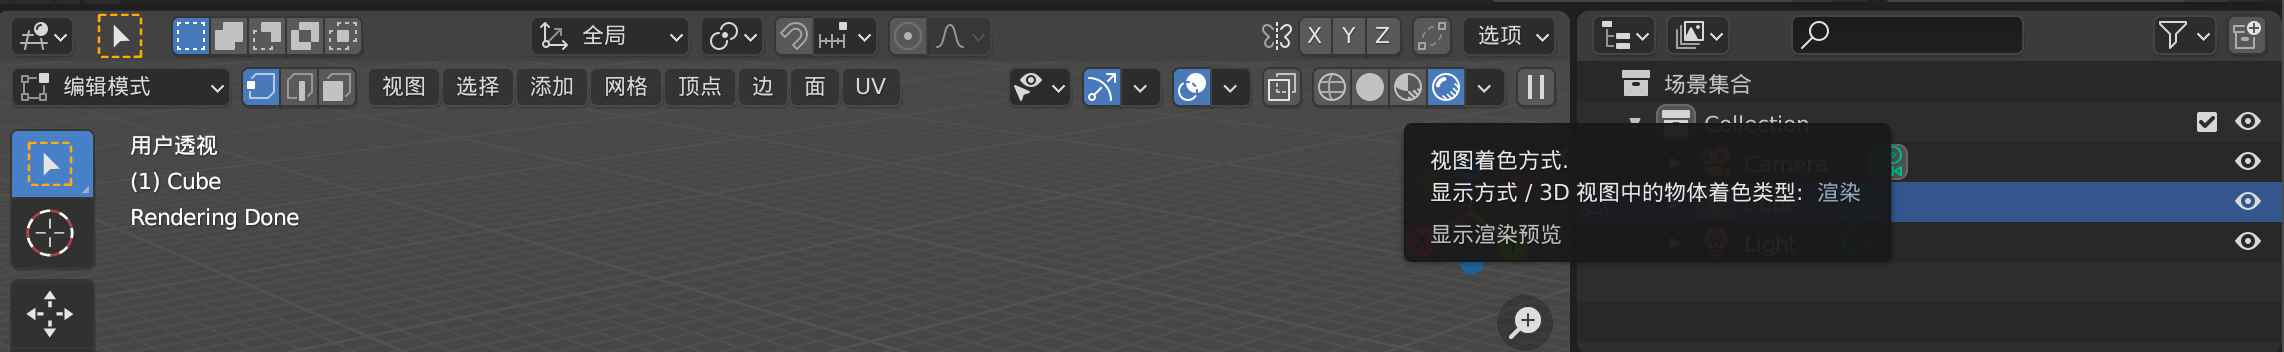 全局
X Y Z
选项
编辑模式
视图 选择 添加 网格 顶点 边 面 UV
场景集合
Collection
用户透视
(1) Cube
Rendering Done
视图着色方式.
显示方式 / 3D 视图中的物体着色类型: 渲染
显示渲染预览
Camera
Cube
Light